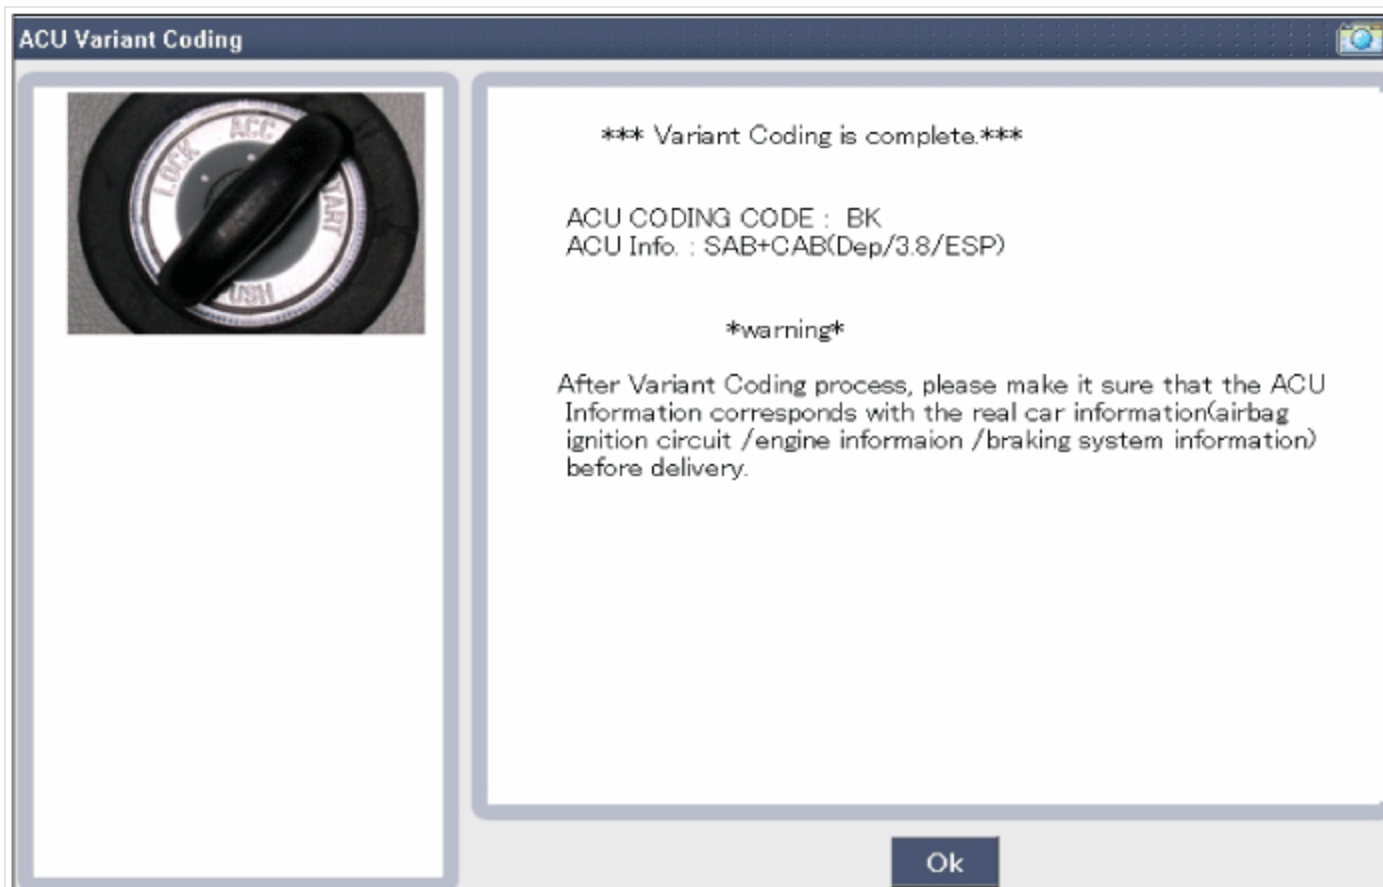 ACU Variant Coding
ACC
LOCK
PUSH
*** Variant Coding is complete.***
ACU CODING CODE : BK
ACU Info. : SAB+CAB(Dep/3.8/ESP)
*warning*
After Variant Coding process, please make it sure that the ACU
Information corresponds with the real car information(airbag
ignition circuit /engine informaion /braking system information)
before delivery.
Ok